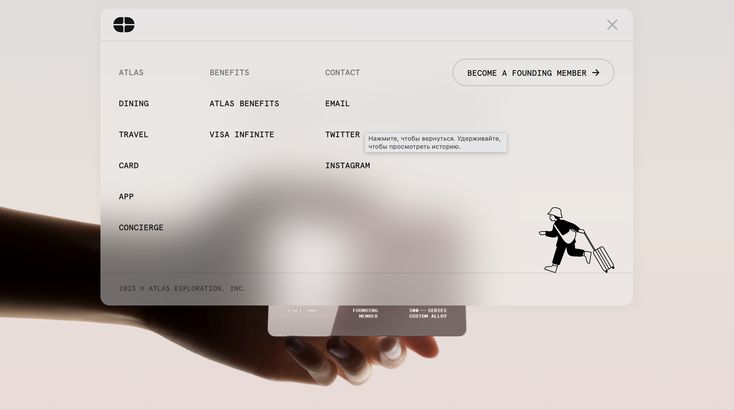 ATLAS
DINING
TRAVEL
CARD
APP
CONCIERGE
BENEFITS
ATLAS BENEFITS
VISA INFINITE
CONTACT
EMAIL
TWITTER
INSTAGRAM
Нажмите, чтобы вернуться. Удерживайте,
чтобы просмотреть историю.
BECOME A FOUNDING MEMBER →
2023 © ATLAS EXPLORATION, INC.
FOUNDING
MEMBER
300 — SERIES
CUSTOM ALLOY